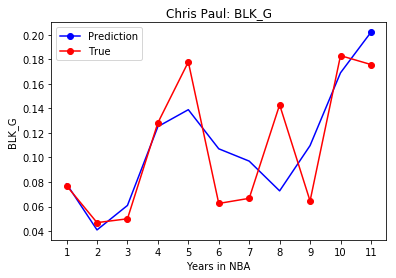 Chris Paul: BLK_G
Prediction
True
BLK_G
0.20
0.18
0.16
0.14
0.12
0.10
0.08
0.06
0.04
1 2 3 4 5 6 7 8 9 10 11
Years in NBA